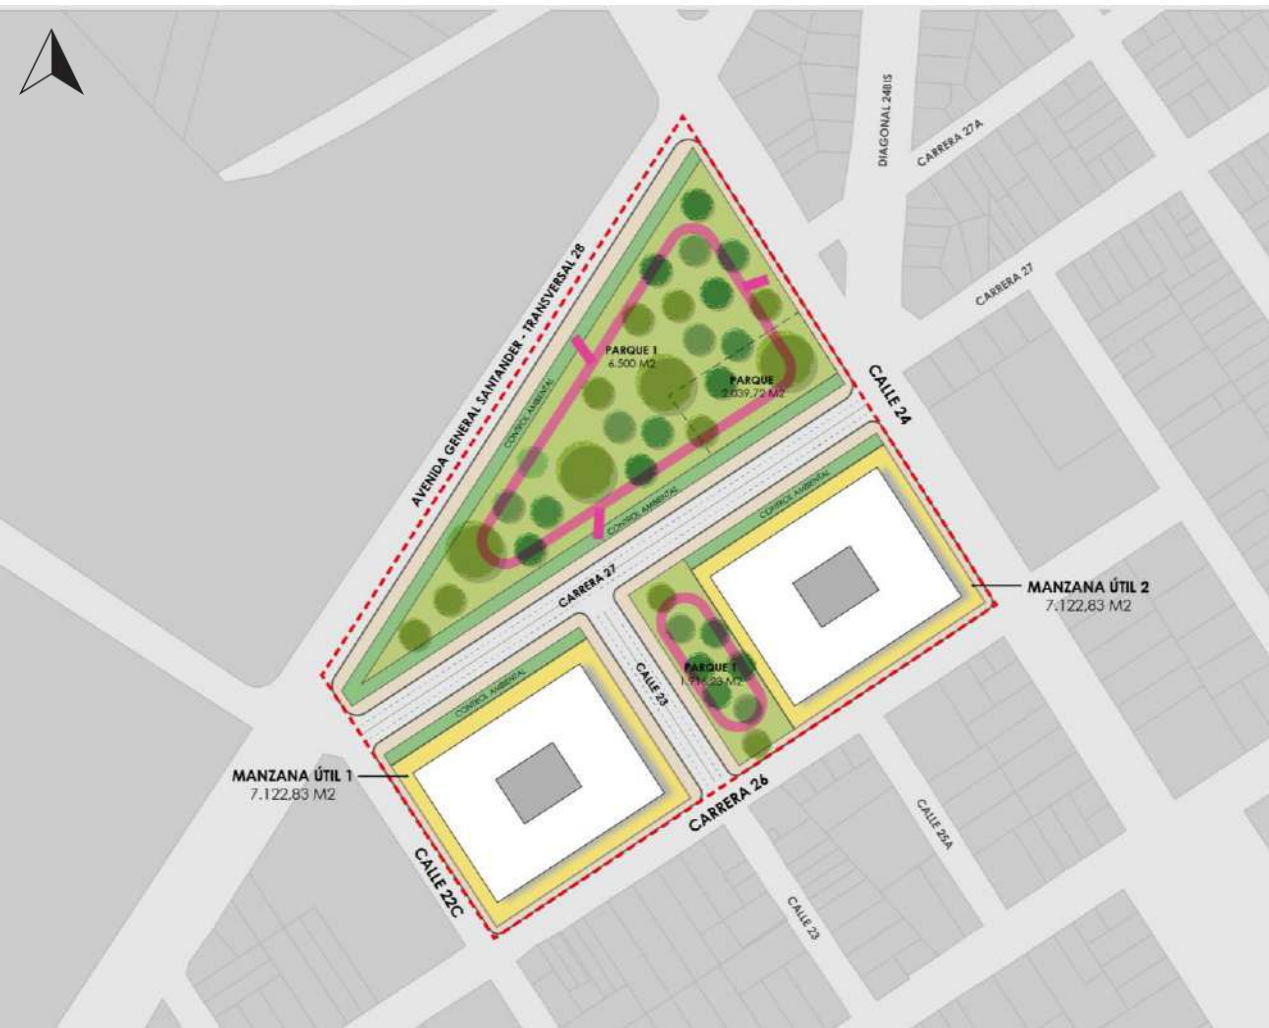 DIAGONAL 24BIS
CARRERA 27A
CARRERA 27
AVENIDA GENERAL SANTANDER - TRANSVERSAL 28
CONTROL AMBIENTAL
PARQUE 1
6.500 M2
PARQUE
2.039,72 M2
CALLE 24
CONTROL AMBIENTAL
CONTROL AMBIENTAL
CARRERA 27
MANZANA ÚTIL 2
7.122,83 M2
PARQUE 1
CALLE 23
CONTROL AMBIENTAL
MANZANA ÚTIL 1
7.122,83 M2
CARRERA 26
CALLE 25A
CALLE 22C
CALLE 23